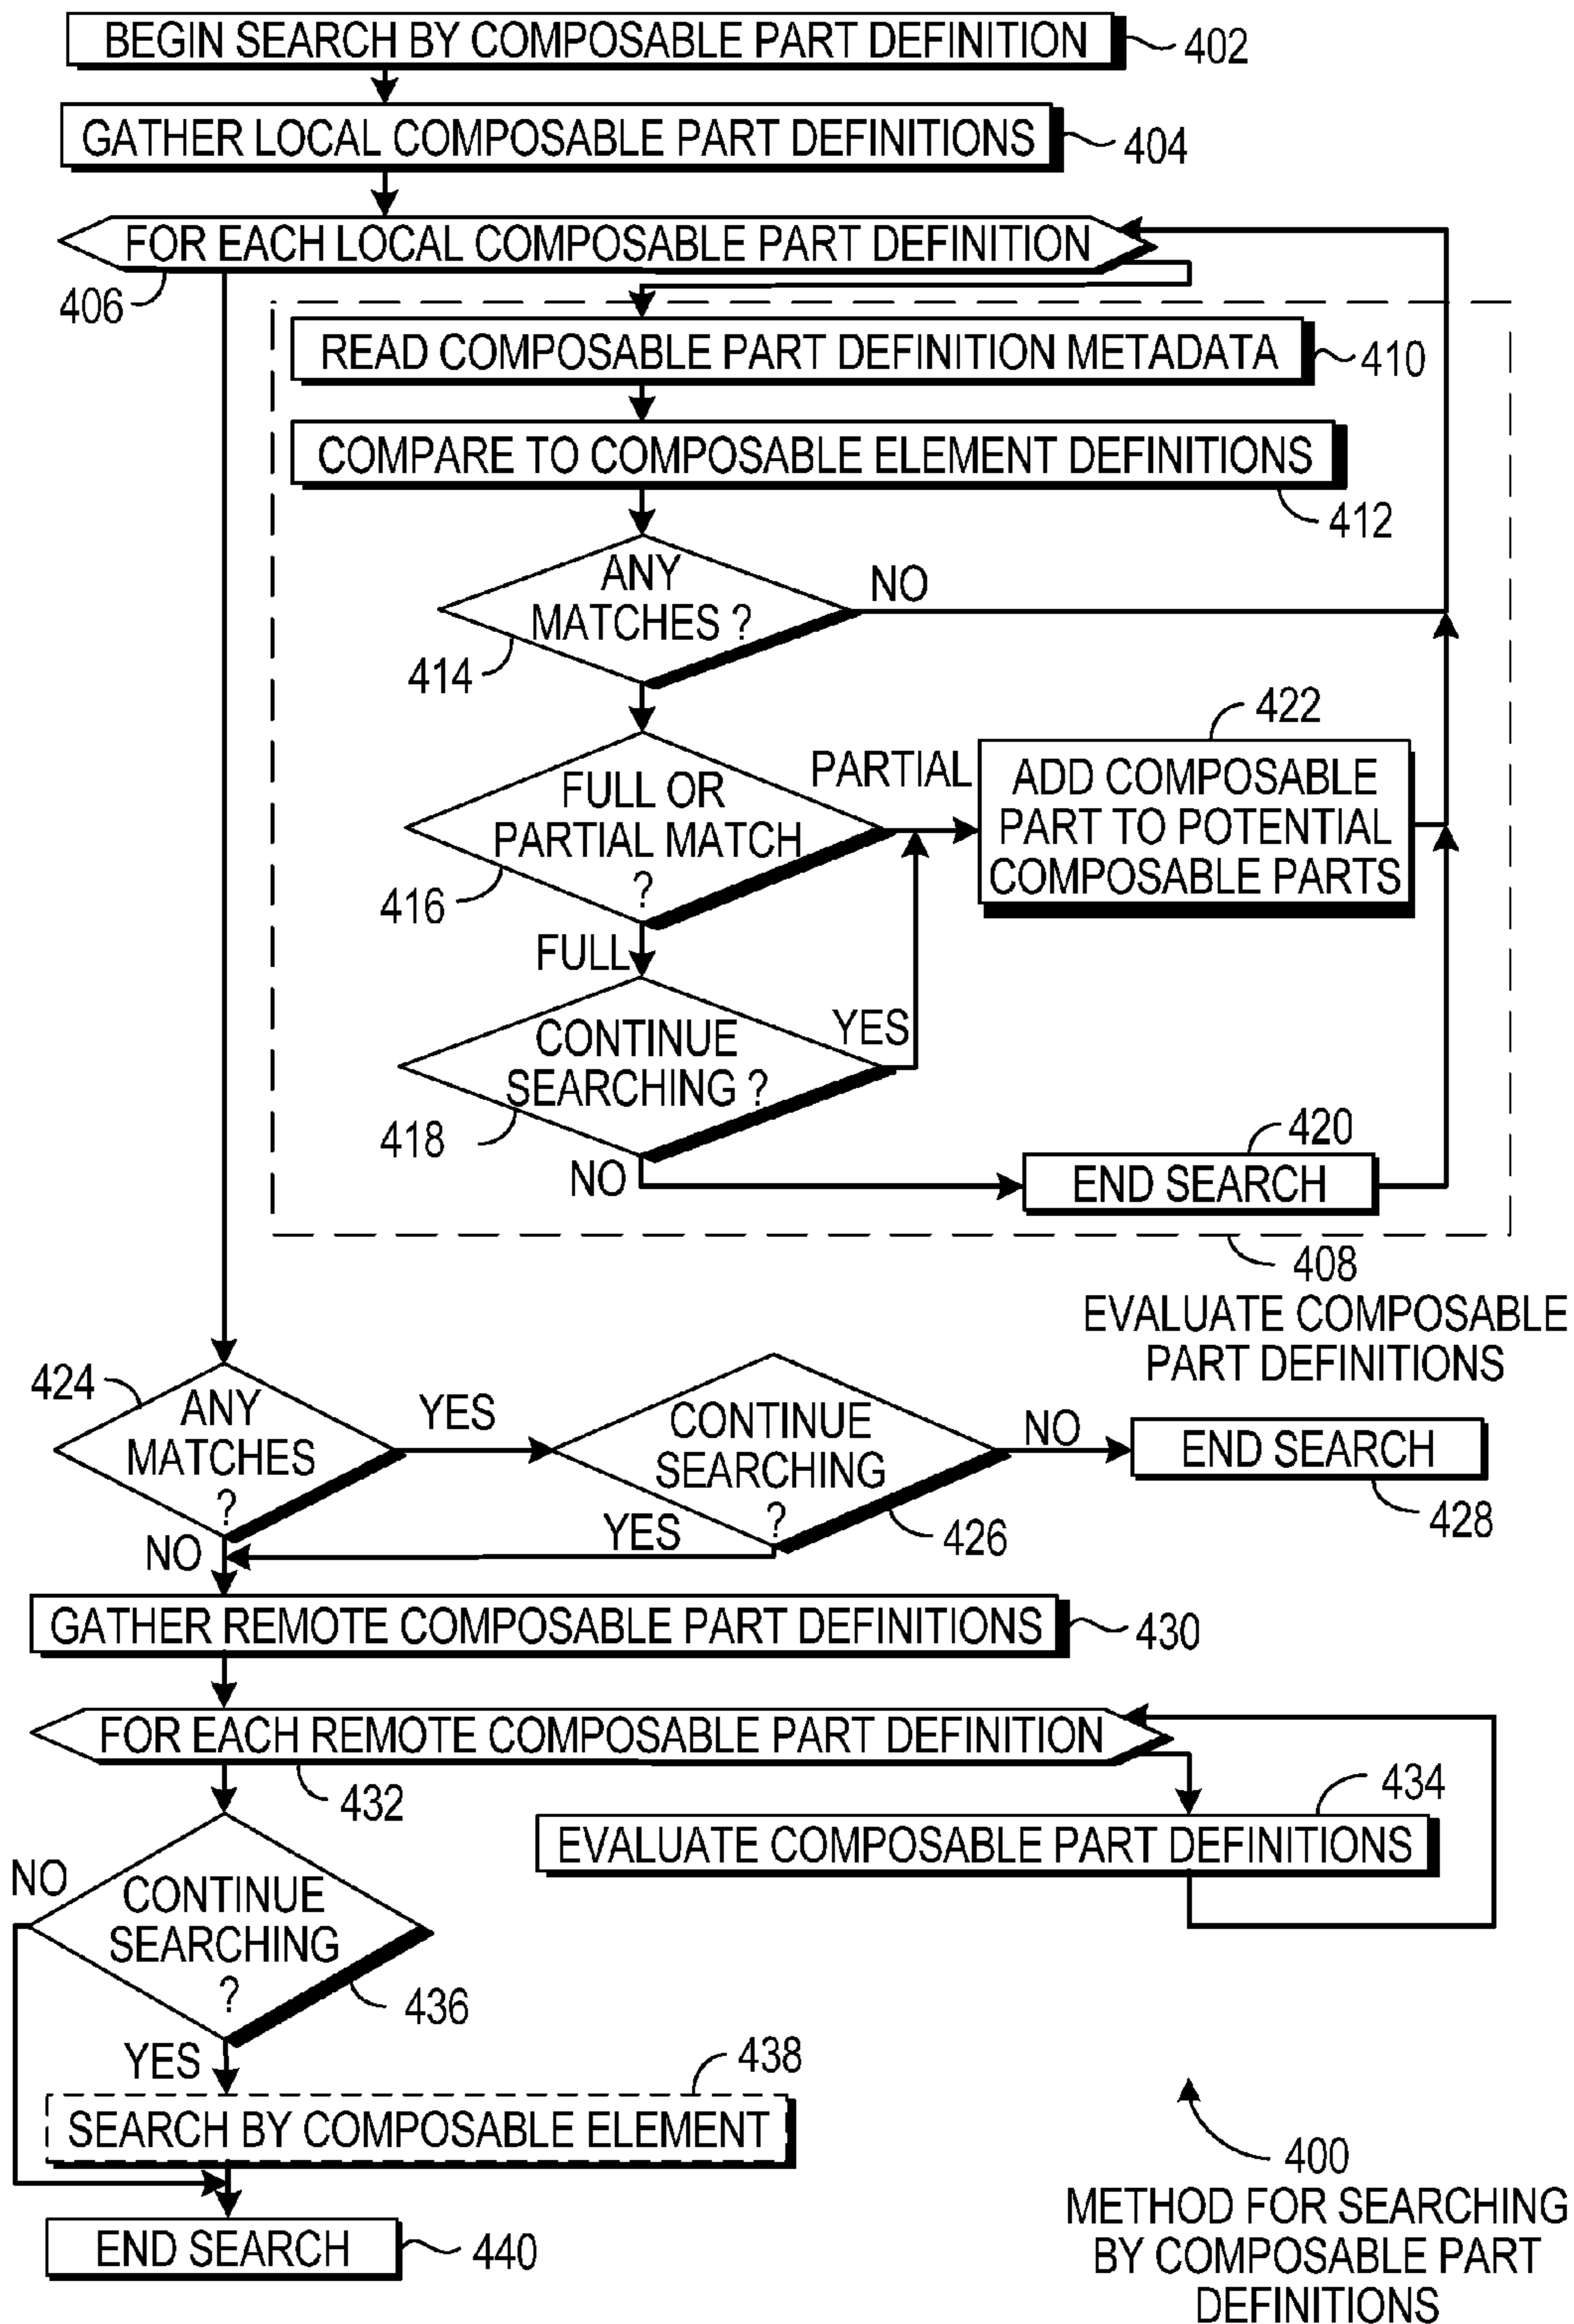 BEGIN SEARCH BY COMPOSABLE PART DEFINITION
402
GATHER LOCAL COMPOSABLE PART DEFINITIONS
404
FOR EACH LOCAL COMPOSABLE PART DEFINITION
406
READ COMPOSABLE PART DEFINITION METADATA
410
COMPARE TO COMPOSABLE ELEMENT DEFINITIONS
412
ANY
MATCHES ?
NO
414
422
FULL OR
PARTIAL MATCH
?
PARTIAL
416
ADD COMPOSABLE
PART TO POTENTIAL
COMPOSABLE PARTS
FULL
CONTINUE
SEARCHING ?
YES
418
NO
420
END SEARCH
408
EVALUATE COMPOSABLE
PART DEFINITIONS
424
ANY
MATCHES
?
YES
CONTINUE
SEARCHING
?
NO
END SEARCH
428
426
YES
NO
GATHER REMOTE COMPOSABLE PART DEFINITIONS
430
FOR EACH REMOTE COMPOSABLE PART DEFINITION
432
434
EVALUATE COMPOSABLE PART DEFINITIONS
NO
CONTINUE
SEARCHING
?
436
YES
438
SEARCH BY COMPOSABLE ELEMENT
END SEARCH
440
400
METHOD FOR SEARCHING
BY COMPOSABLE PART
DEFINITIONS